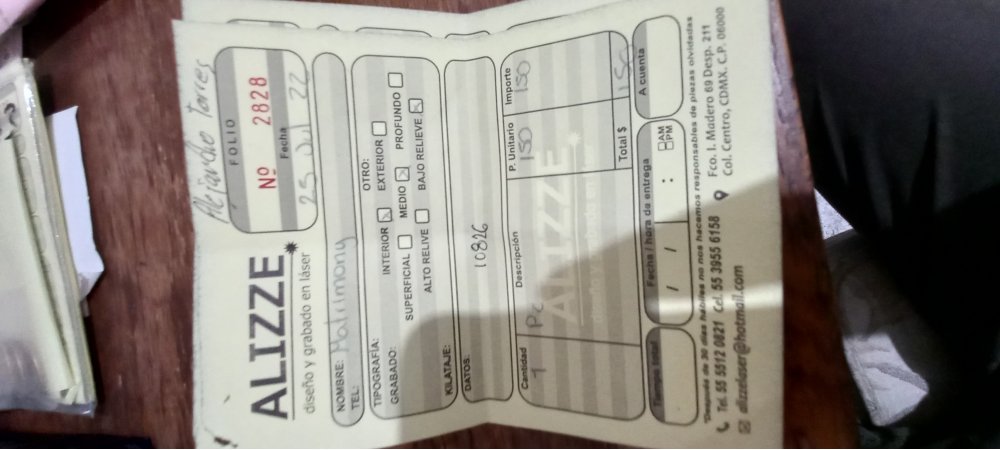 Alejandro Torres
ALIZZE
diseño y grabado en láser
FOLIO
Nº 2828
Fecha
25 Jul 22
NOMBRE: Matrimony
TEL:
TIPOGRAFÍA: INTERIOR OTRO: EXTERIOR
GRABADO: SUPERFICIAL MEDIO PROFUNDO
ALTO RELIVE BAJO RELIEVE
KILATAJE:
DATOS: 10826
Cantidad Descripción P. Unitario Importe
1 Pz 150 150
ALIZZE
Total $ 150
Tiempo total Fecha / hora de entrega A cuenta
/ / : AM PM
*Después de 30 días hábiles no nos hacemos responsables de piezas olvidadas
Tel. 55 5512 0821 Cel. 55 3955 6158
alizzelaser@hotmail.com
Fco. I. Madero 69 Desp. 211
Col. Centro, CDMX. C.P. 06000